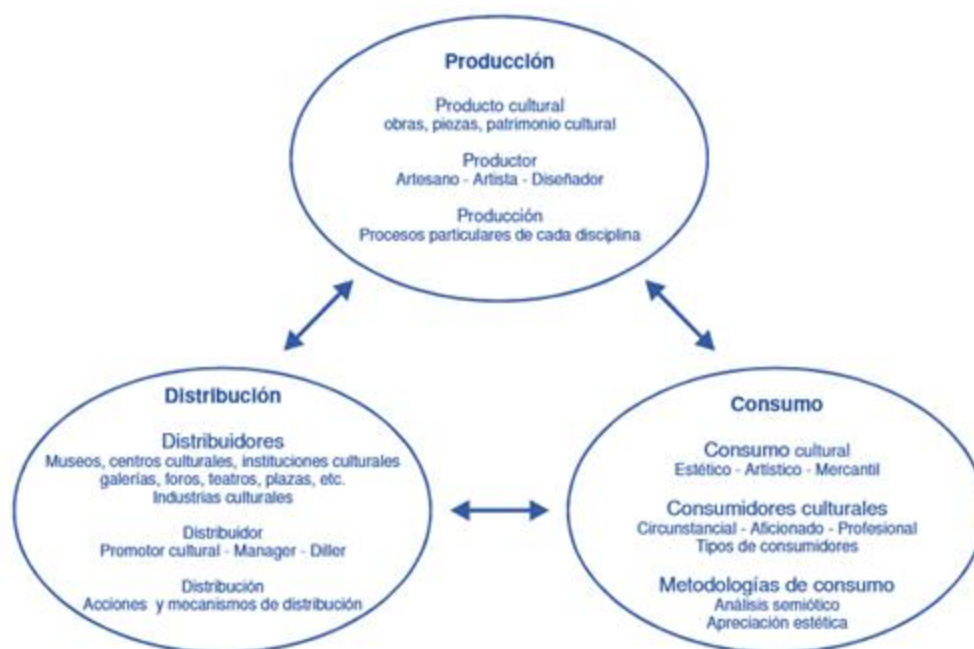 Producción
Producto cultural
obras, piezas, patrimonio cultural
Productor
Artesano - Artista - Diseñador
Producción
Procesos particulares de cada disciplina
Distribución
Distribuidores
Museos, centros culturales, instituciones culturales
galerías, foros, teatros, plazas, etc.
Industrias culturales
Distribuidor
Promotor cultural - Manager - Diller
Distribución
Acciones y mecanismos de distribución
Consumo
Consumo cultural
Estético - Artístico - Mercantil
Consumidores culturales
Circunstancial - Aficionado - Profesional
Tipos de consumidores
Metodologías de consumo
Análisis semiótico
Apreciación estética